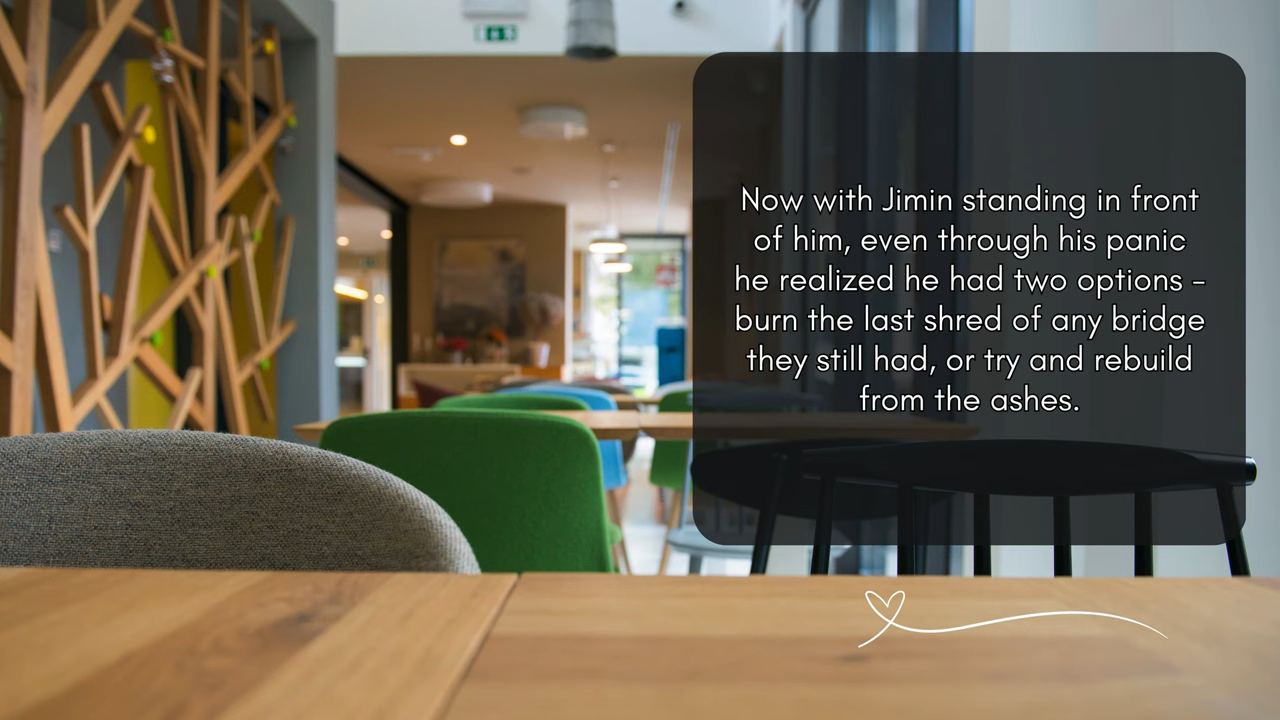 Now with Jimin standing in front
of him, even through his panic
he realized he had two options –
burn the last shred of any bridge
they still had, or try and rebuild
from the ashes.